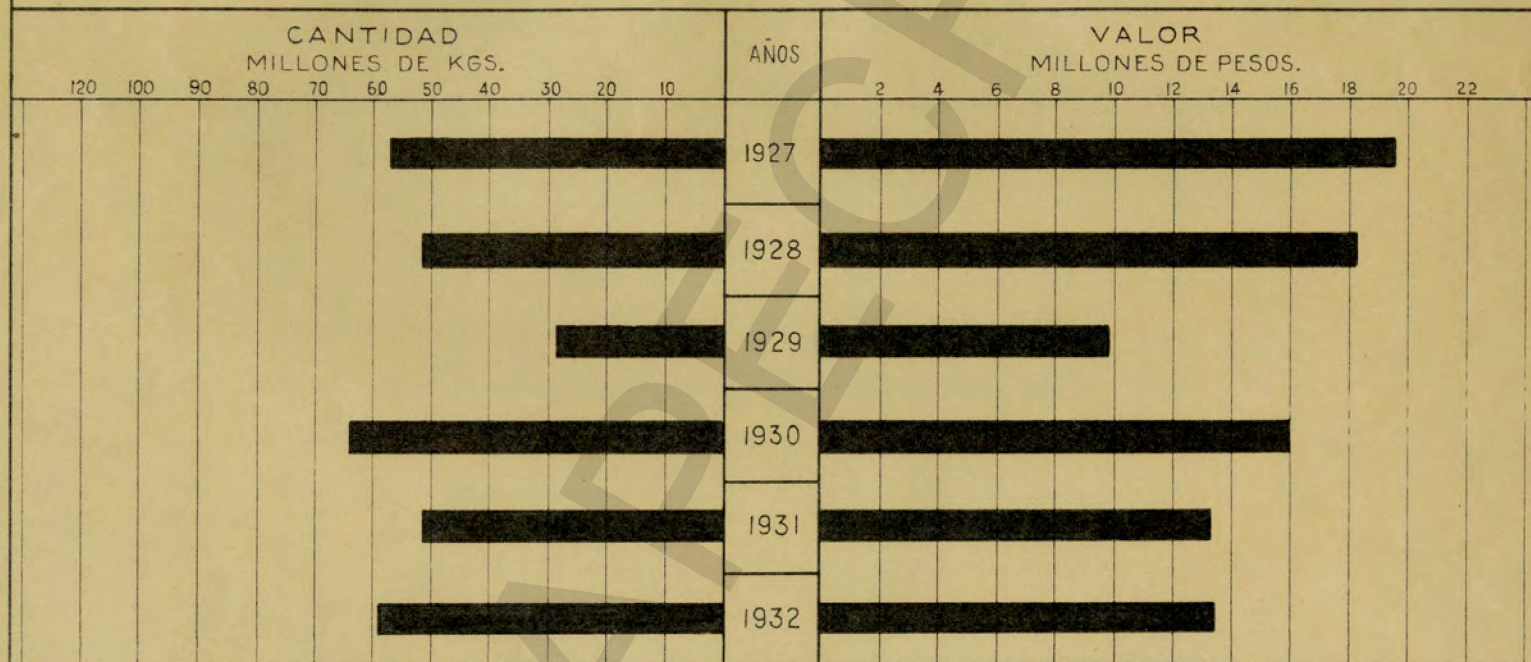 CANTIDAD
MILLONES DE KGS.
120 100 90 80 70 60 50 40 30 20 10
AÑOS
VALOR
MILLONES DE PESOS.
2 4 6 8 10 12 14 16 18 20 22
1927
1928
1929
1930
1931
1932